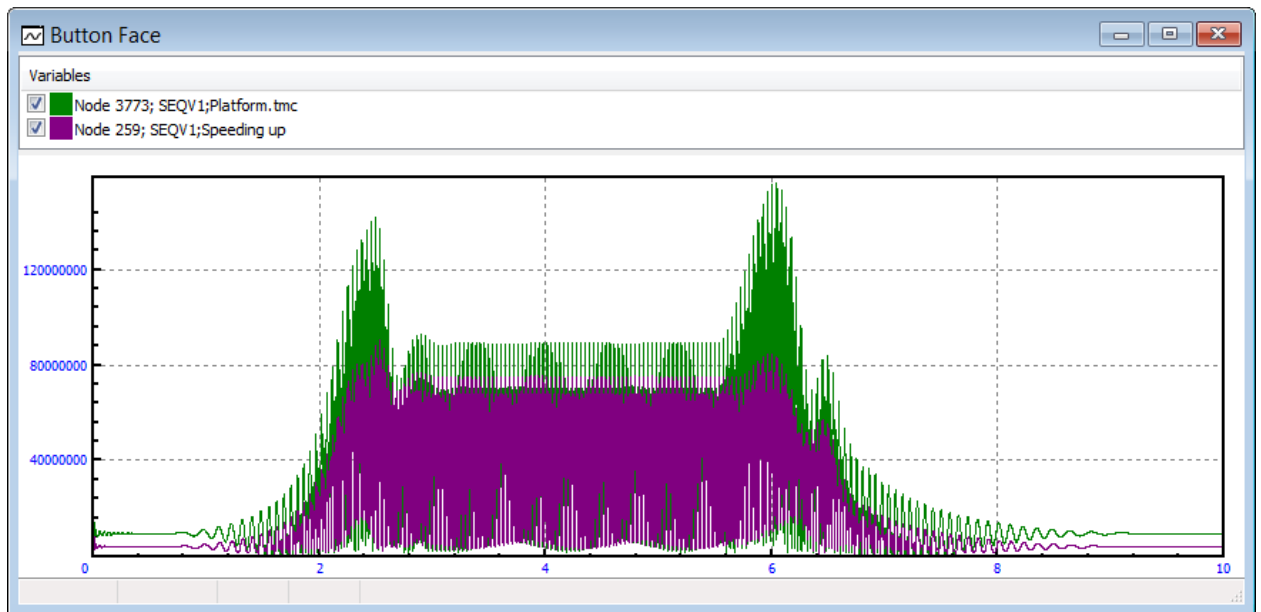 Button Face
Variables
Node 3773; SEQV1;Platform.tmc
Node 259; SEQV1;Speeding up
120000000
80000000
40000000
0 2 4 6 8 10